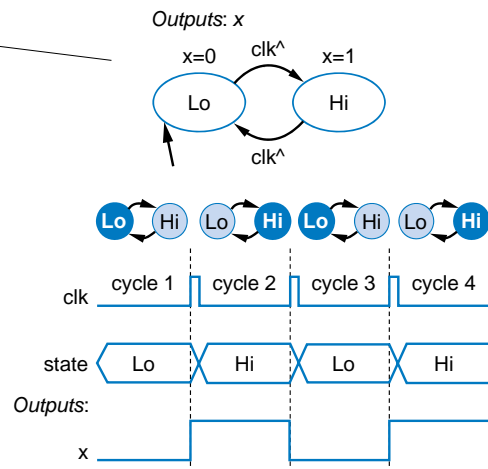 Outputs: x
x=0 clk^ x=1
Lo Hi
clk^
Lo Hi Lo Hi Lo Hi Lo Hi
cycle 1 cycle 2 cycle 3 cycle 4
clk
state Lo Hi Lo Hi
Outputs:
x